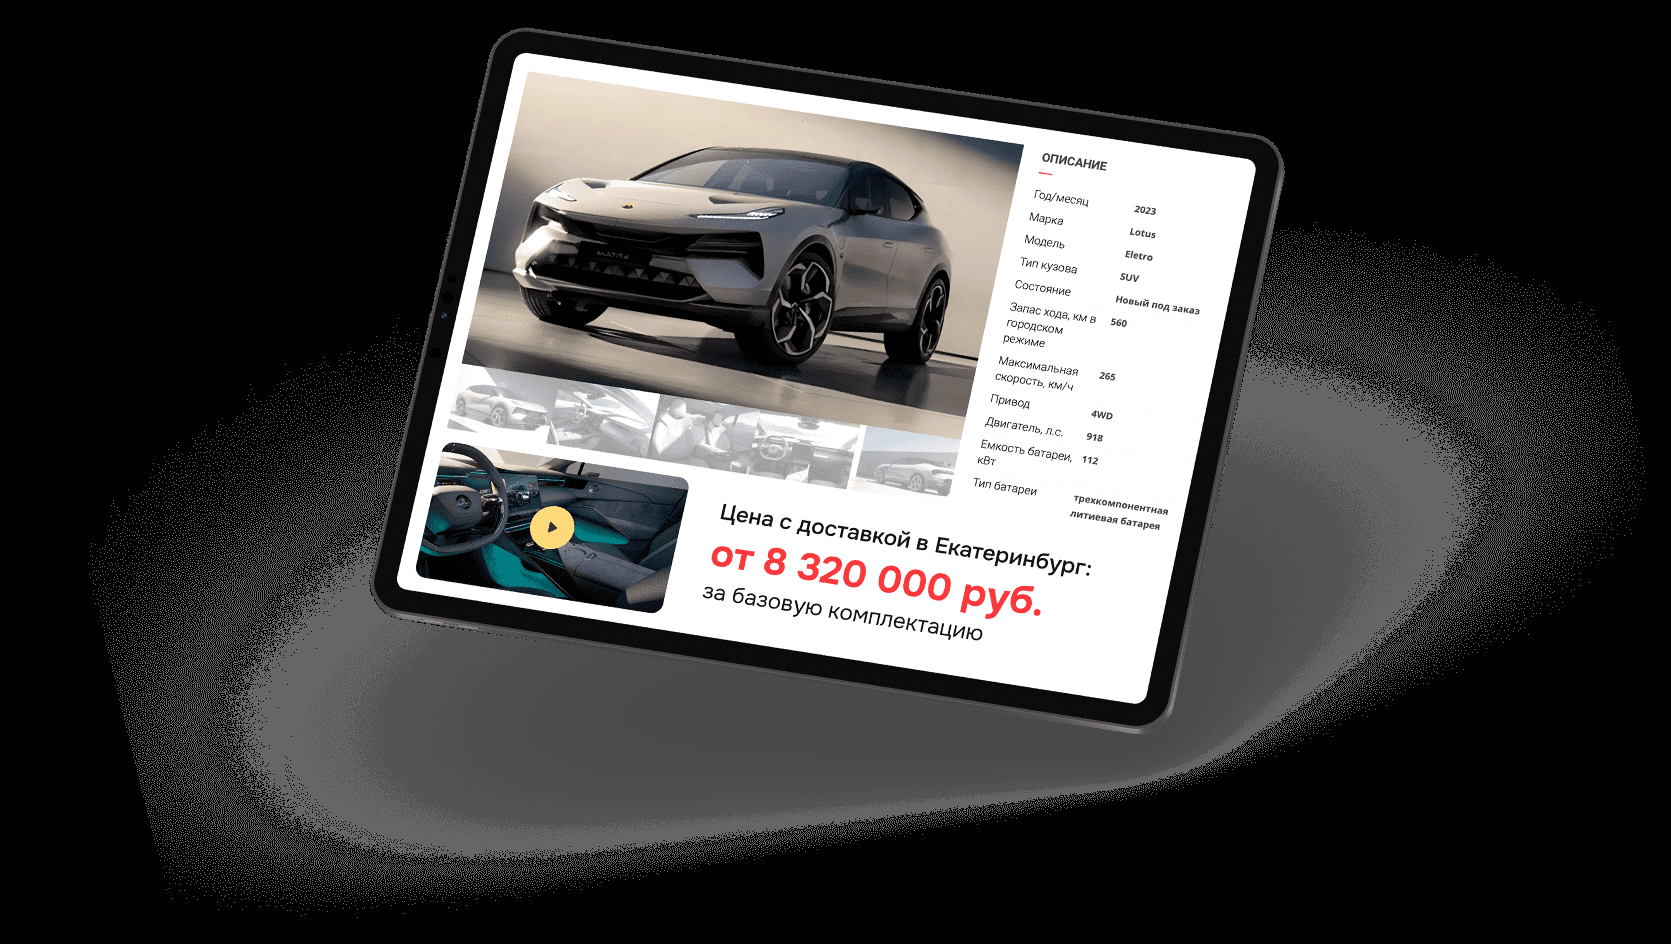 ОПИСАНИЕ
Год/месяц 2023
Марка Lotus
Модель Eletro
Тип кузова SUV
Состояние Новый под заказ
Запас хода, км в 560
городском
режиме
Максимальная 265
скорость, км/ч
Привод 4WD
Двигатель, л.с. 918
Емкость батареи, 112
кВт
Тип батареи трехкомпонентная
литиевая батарея
Цена с доставкой в Екатеринбург:
от 8 320 000 руб.
за базовую комплектацию